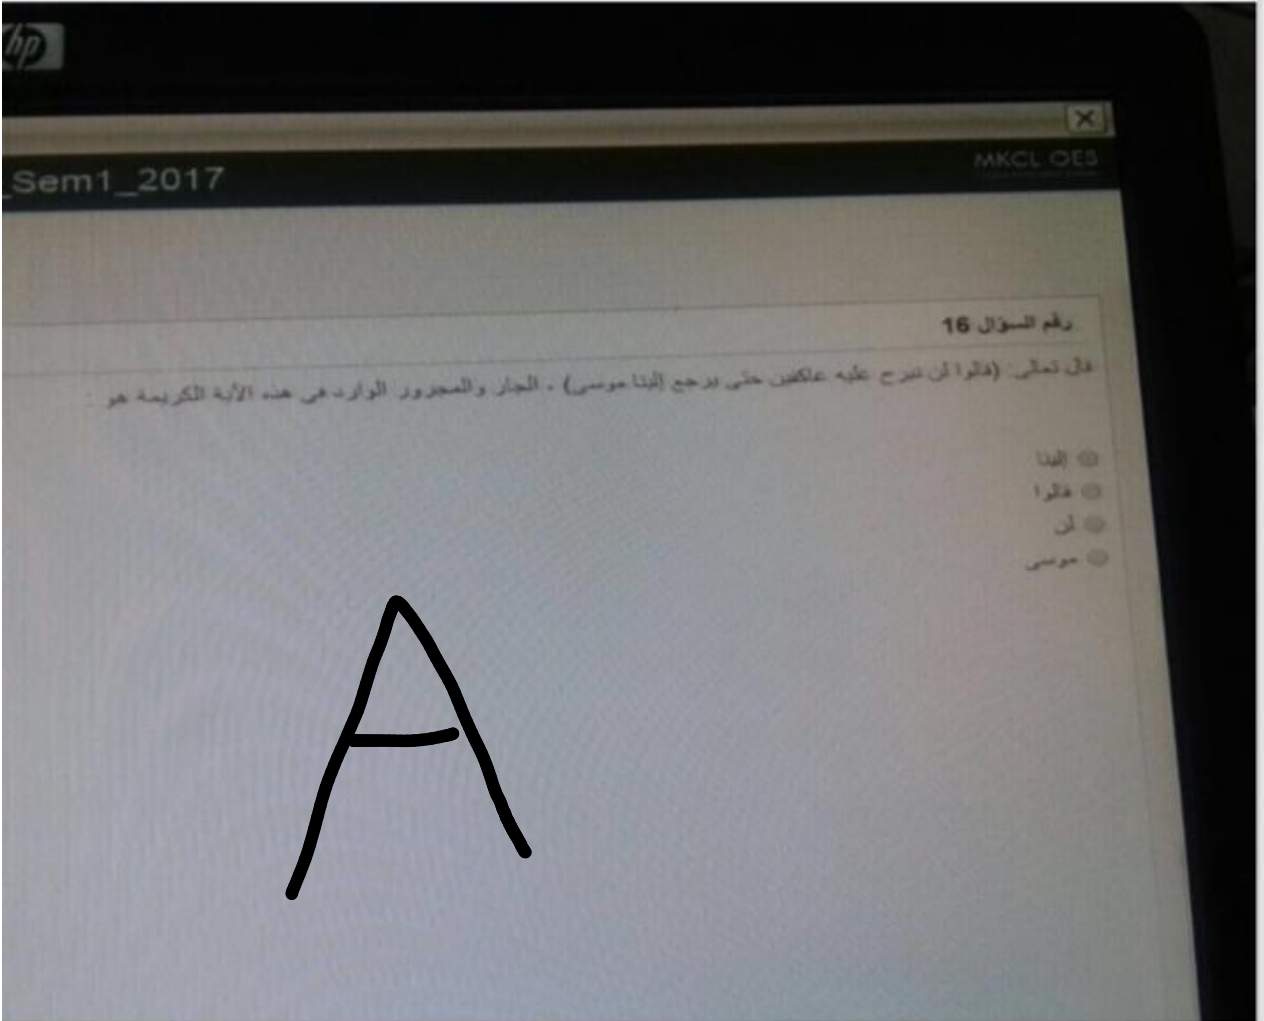 hp
_Sem1_2017
MKCL OES
رقم السؤال 16
قال تعالى: (قالوا لن نبرح عليه عاكفين حتى يرجع إلينا موسى) ، الجار والمجرور الوارد في هذه الآية الكريمة هو :
إلينا
قالوا
لن
موسى
A